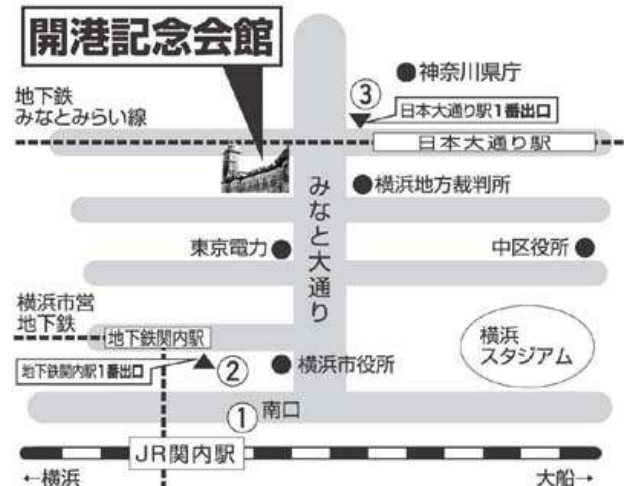 開港記念会館
神奈川県庁
地下鉄
みなとみらい線
③
日本大通り駅1番出口
日本大通り駅
みなと大通り
横浜地方裁判所
東京電力
中区役所
横浜市営
地下鉄
地下鉄関内駅
地下鉄関内駅1番出口
②
横浜市役所
横浜
スタジアム
①
南口
JR関内駅
←横浜
大船→